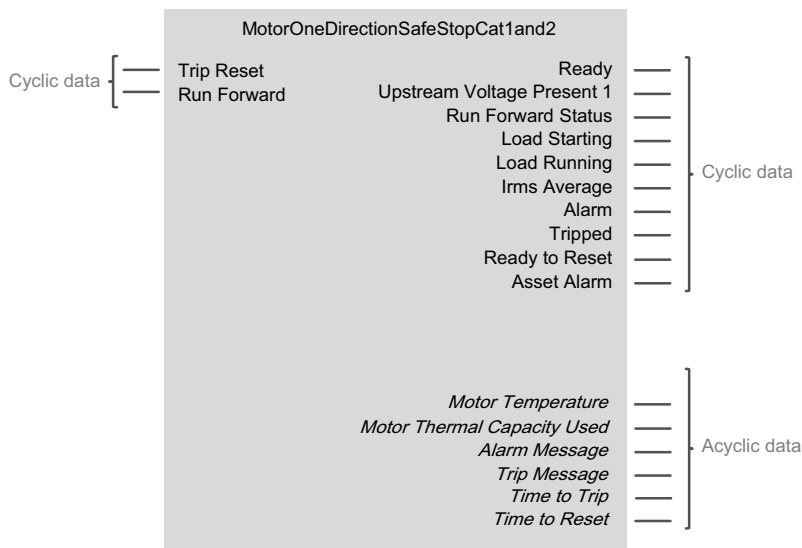 MotorOneDirectionSafeStopCat1and2
Cyclic data
Trip Reset
Run Forward
Ready
Upstream Voltage Present 1
Run Forward Status
Load Starting
Load Running
Irms Average
Alarm
Tripped
Ready to Reset
Asset Alarm
Cyclic data
Motor Temperature
Motor Thermal Capacity Used
Alarm Message
Trip Message
Time to Trip
Time to Reset
Acyclic data